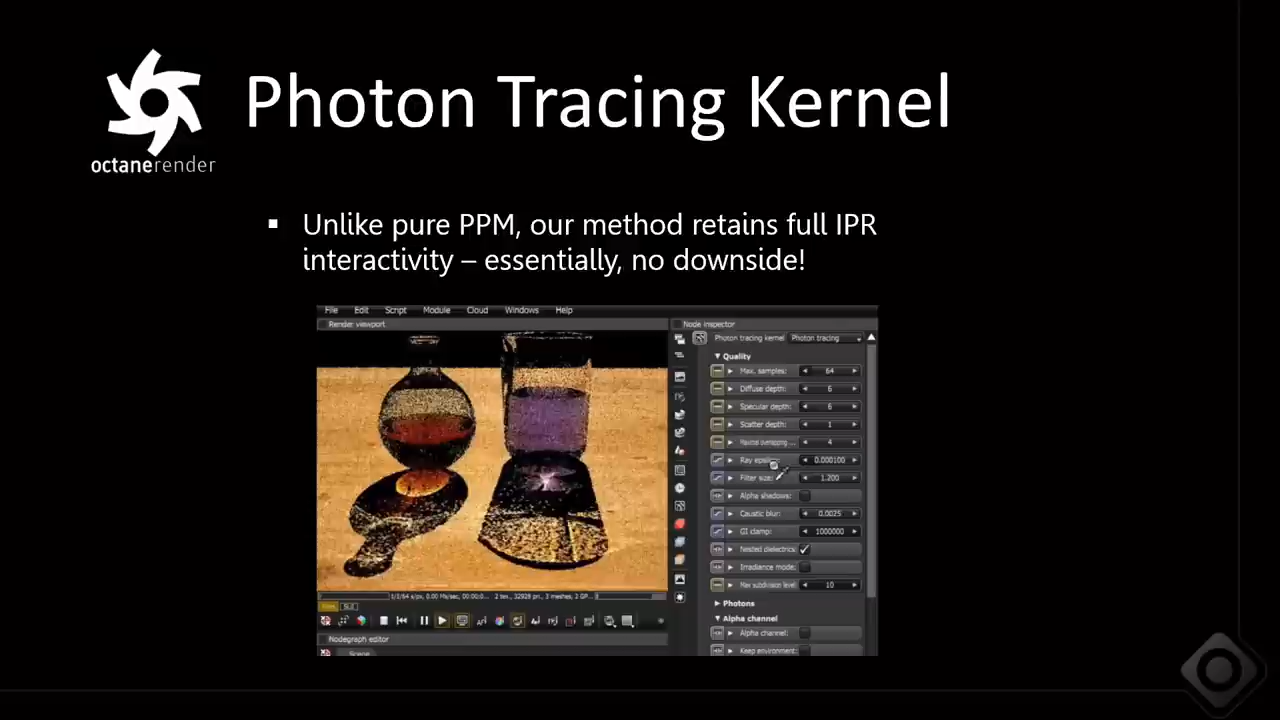 octanerender
Photon Tracing Kernel
▪ Unlike pure PPM, our method retains full IPR
interactivity – essentially, no downside!
File Edit Script Module Cloud Windows Help
Render viewport
Node inspector
Photon tracing kernel Photon tracing
Quality
Max. samples: 64
Diffuse depth: 6
Specular depth: 6
Scatter depth: 1
4
Ray 0.000100
Filter size: 1.200
Alpha shadows:
Caustic blur: 0.0025
GI clamp: 1000000
Nested dielectrics:
Irradiance mode:
Max subdivision level: 10
Photons
Alpha channel
Alpha channel:
Keep environment:
Nodegraph editor
Scene